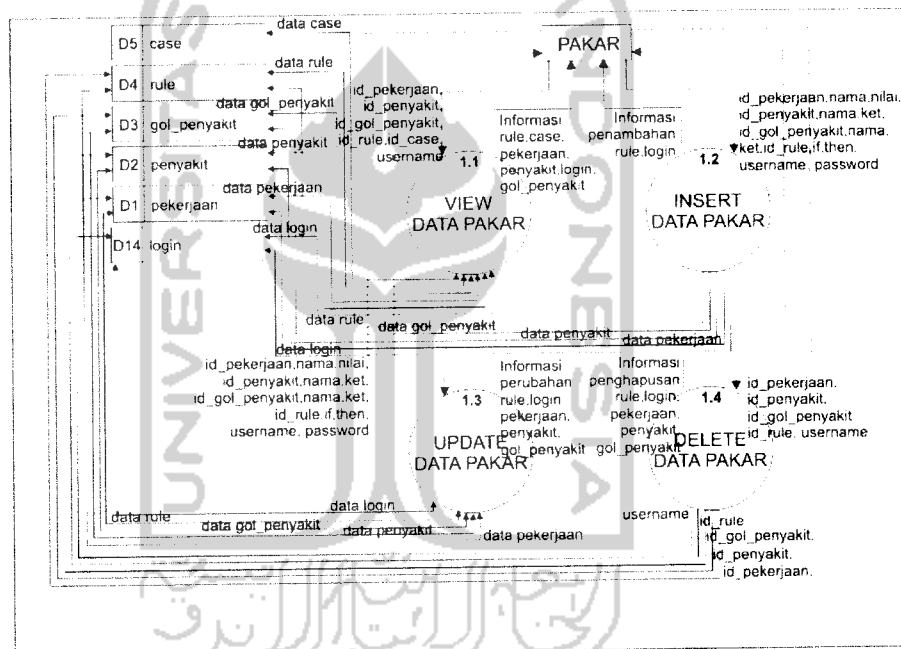 data case
D5 case
PAKAR
data rule
D4 rule
data gol_penyakit
D3 gol_penyakit
data penyakit
D2 penyakit
data pekerjaan
D1 pekerjaan
data login
D14 login
id_pekerjaan,
id_penyakit,
id_gol_penyakit,
id_rule,id_case,
username
1.1
VIEW
DATA PAKAR
Informasi
rule,case,
pekerjaan,
penyakit,login,
gol_penyakit
Informasi
penambahan
rule,login,
1.2
INSERT
DATA PAKAR
id_pekerjaan,nama,nilai,
id_penyakit,nama,ket,
id_gol_penyakit,nama,
ket,id_rule,if,then,
username, password
data rule
data gol_penyakit
data penyakit
data pekerjaan
data login
id_pekerjaan,nama,nilai,
id_penyakit,nama,ket,
id_gol_penyakit,nama,ket,
id_rule,if,then,
username, password
1.3
UPDATE
DATA PAKAR
Informasi
perubahan
rule,login
pekerjaan,
penyakit,
gol_penyakit
Informasi
penghapusan
rule,login,
pekerjaan,
penyakit,
gol_penyakit
1.4
DELETE
DATA PAKAR
id_pekerjaan,
id_penyakit,
id_gol_penyakit
id_rule, username
data login
data rule
data gol_penyakit
data penyakit
data pekerjaan
username
id_rule
id_gol_penyakit,
id_penyakit,
id_pekerjaan,
UNIVERSITAS
INDONESIA